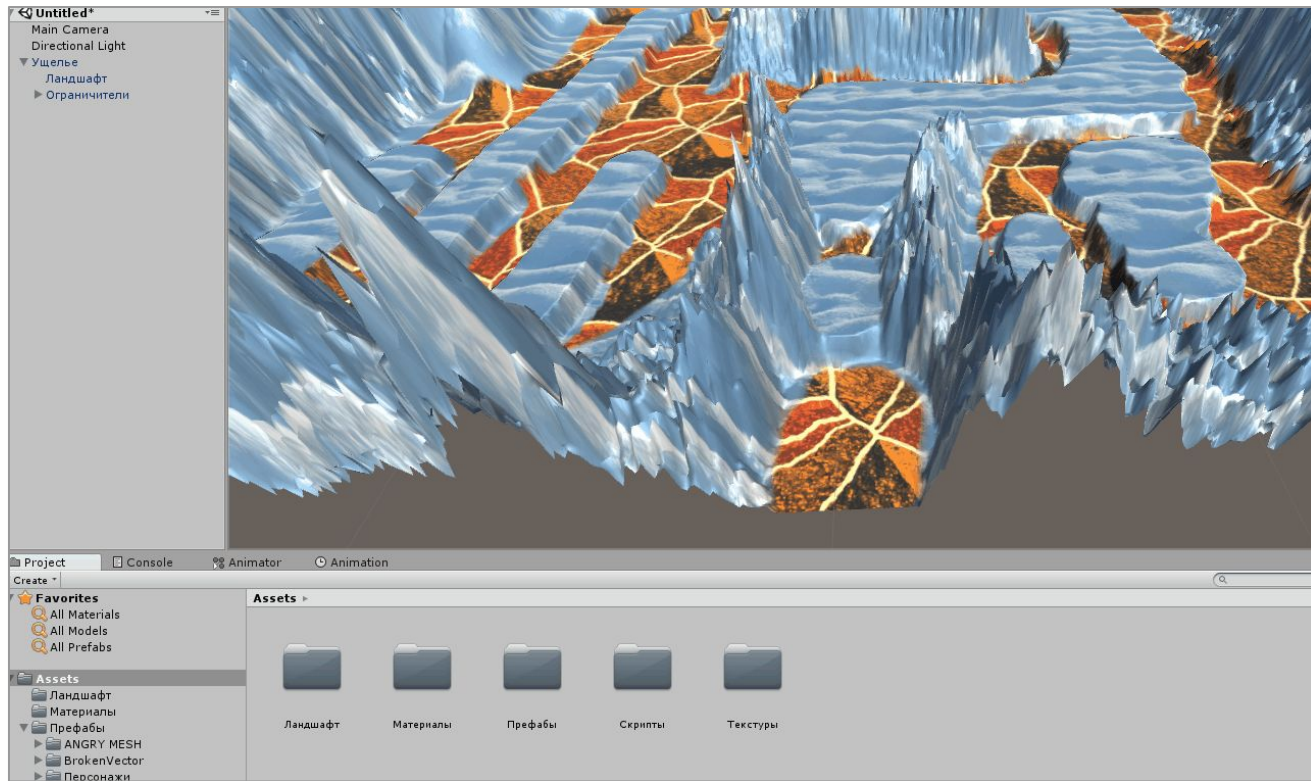 Untitled*
Main Camera
Directional Light
Ущелье
Ландшафт
Ограничители
Project Console Animator Animation
Create
Favorites
All Materials
All Models
All Prefabs
Assets
Ландшафт
Материалы
Префабы
ANGRY MESH
BrokenVector
Персонажи
Assets
Ландшафт Материалы Префабы Скрипты Текстуры